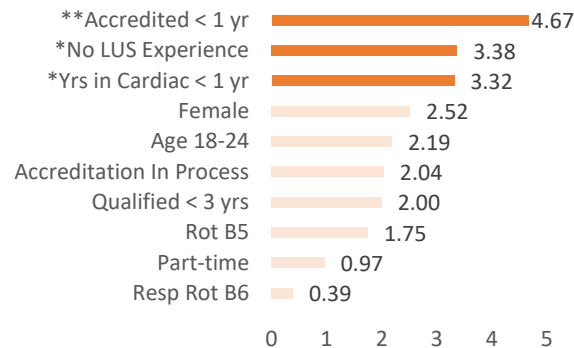 **Accredited < 1 yr 4.67
*No LUS Experience 3.38
*Yrs in Cardiac < 1 yr 3.32
Female 2.52
Age 18-24 2.19
Accreditation In Process 2.04
Qualified < 3 yrs 2.00
Rot B5 1.75
Part-time 0.97
Resp Rot B6 0.39
0 1 2 3 4 5